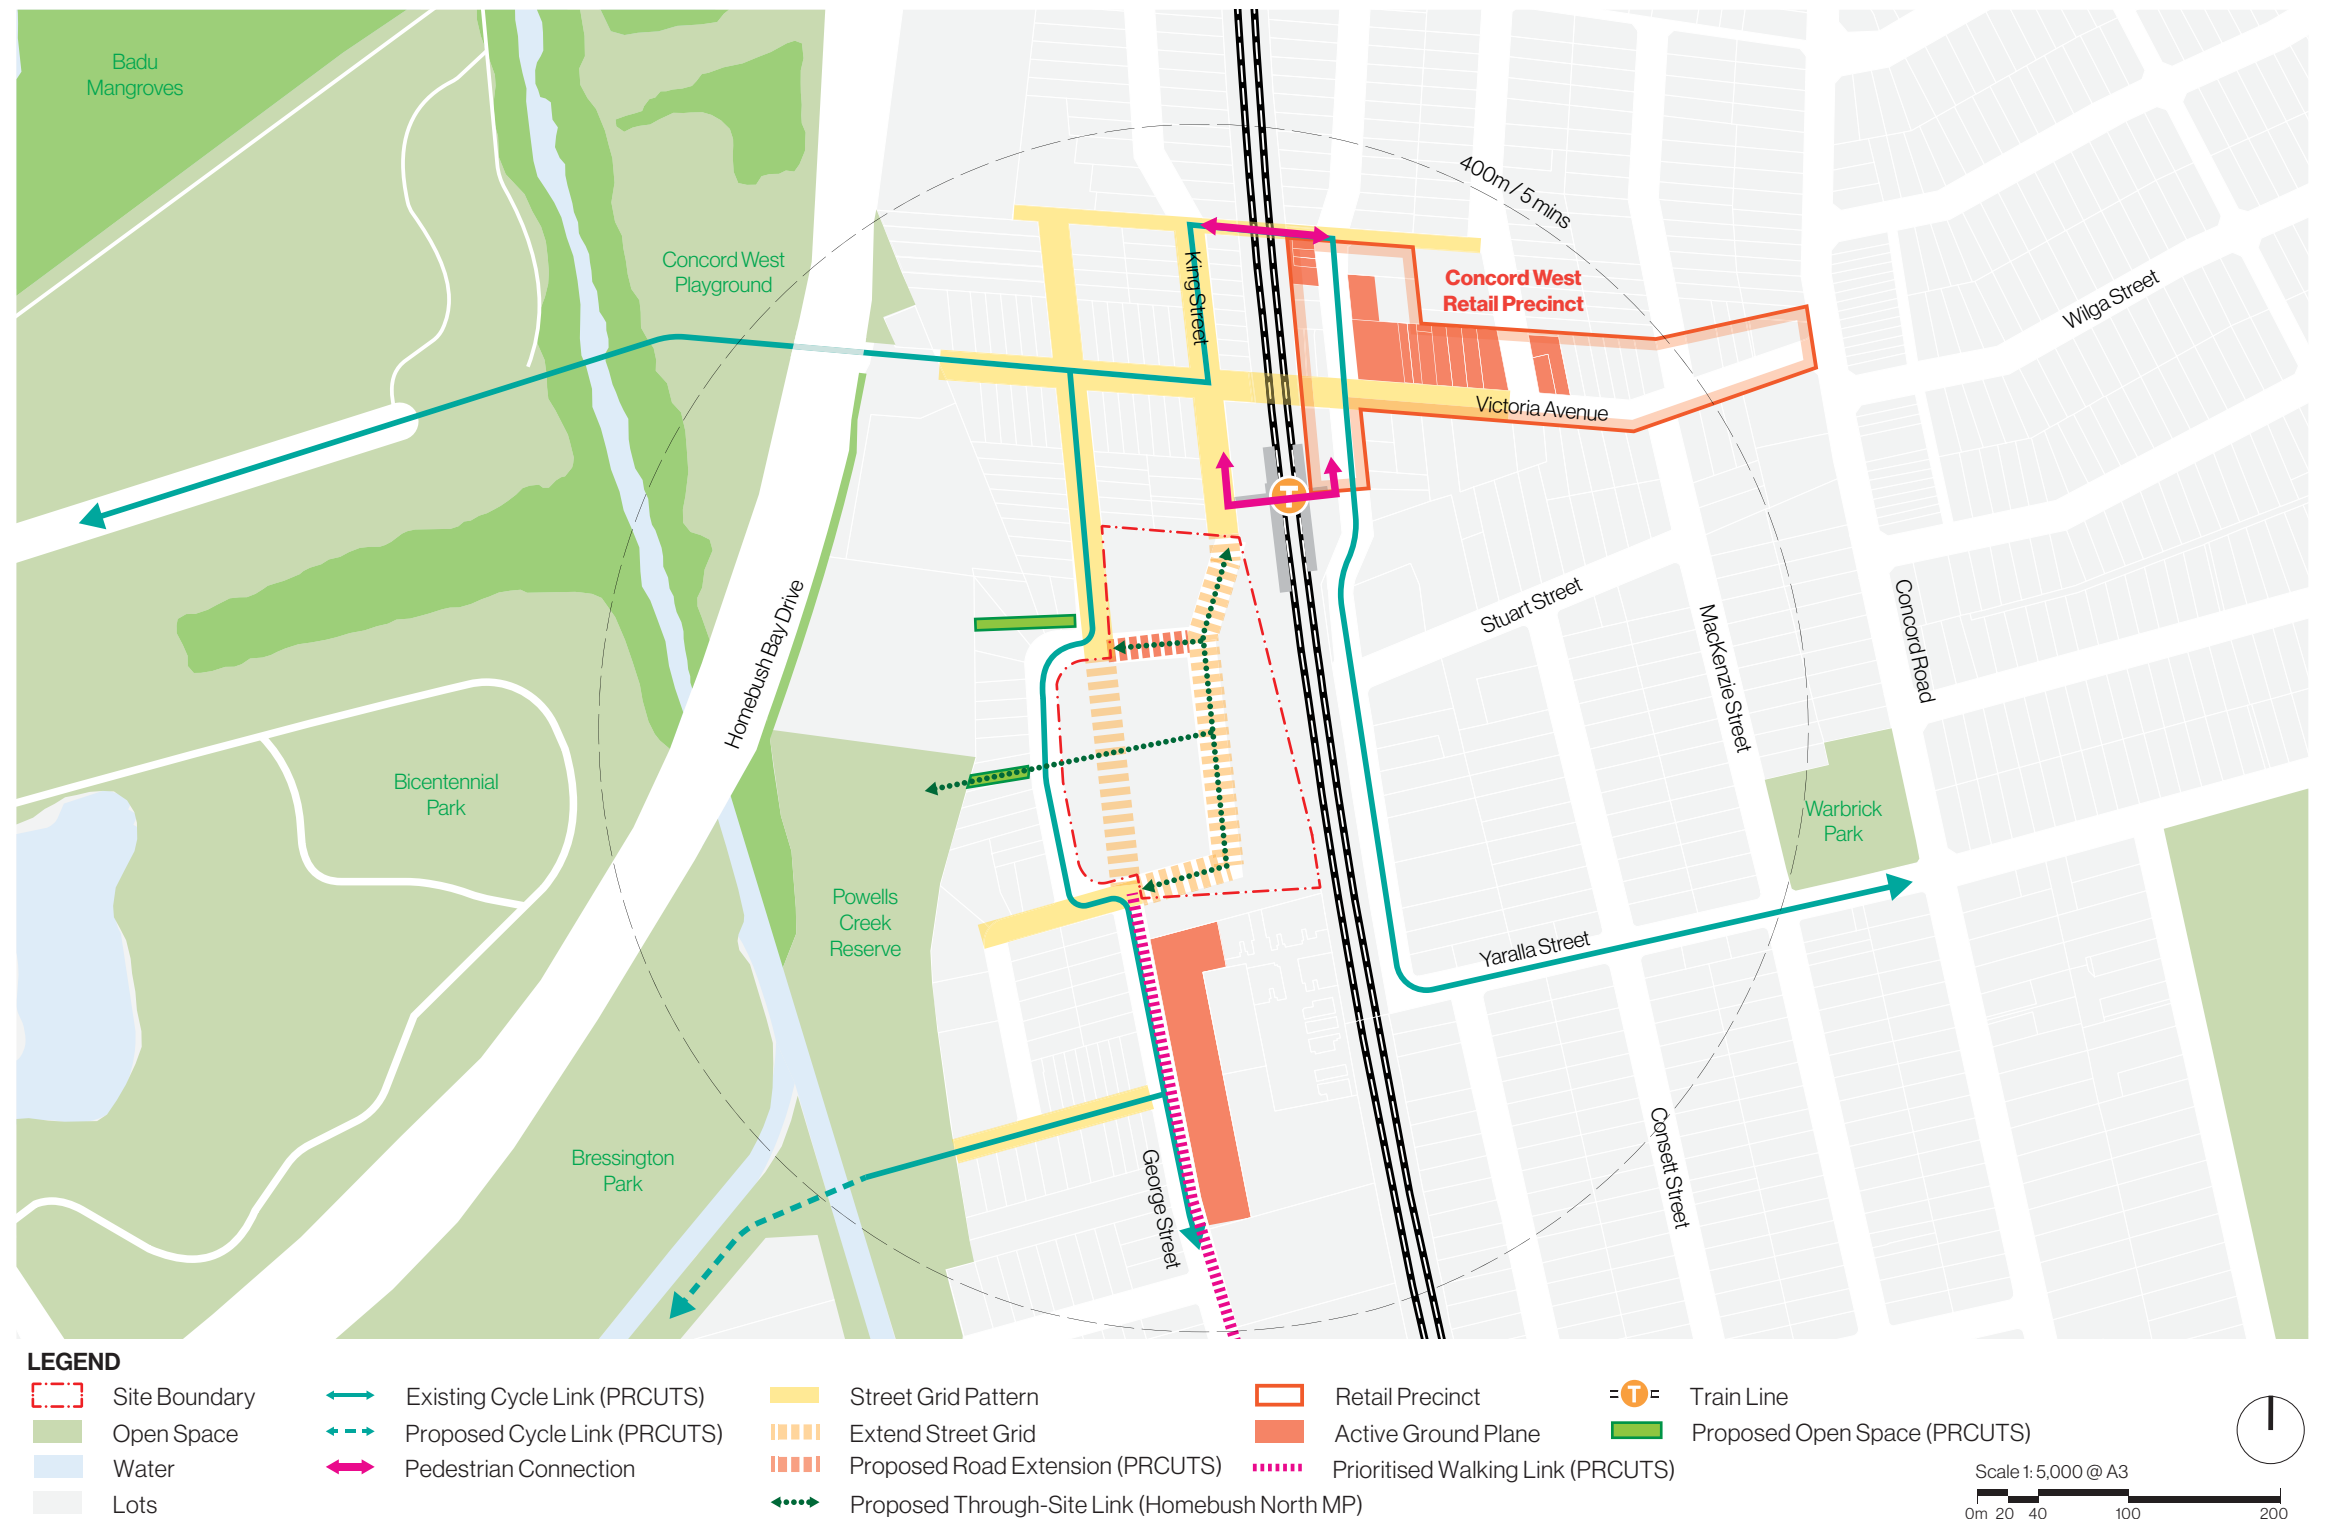 Badu
Mangroves
400m / 5 mins
Concord West
Playground
King Street
Concord West
Retail Precinct
Wilga Street
Victoria Avenue
T
Homebush Bay Drive
Stuart Street
MacKenzie Street
Concord Road
Bicentennial
Park
Warbrick
Park
Powells
Creek
Reserve
Yaralla Street
Bressington
Park
George Street
Consett Street
LEGEND
Site Boundary
Open Space
Water
Lots
Existing Cycle Link (PRCUTS)
Proposed Cycle Link (PRCUTS)
Pedestrian Connection
Street Grid Pattern
Extend Street Grid
Proposed Road Extension (PRCUTS)
Proposed Through-Site Link (Homebush North MP)
Retail Precinct
Active Ground Plane
Prioritised Walking Link (PRCUTS)
T
Train Line
Proposed Open Space (PRCUTS)
Scale 1: 5,000 @ A3
0m 20 40 100 200